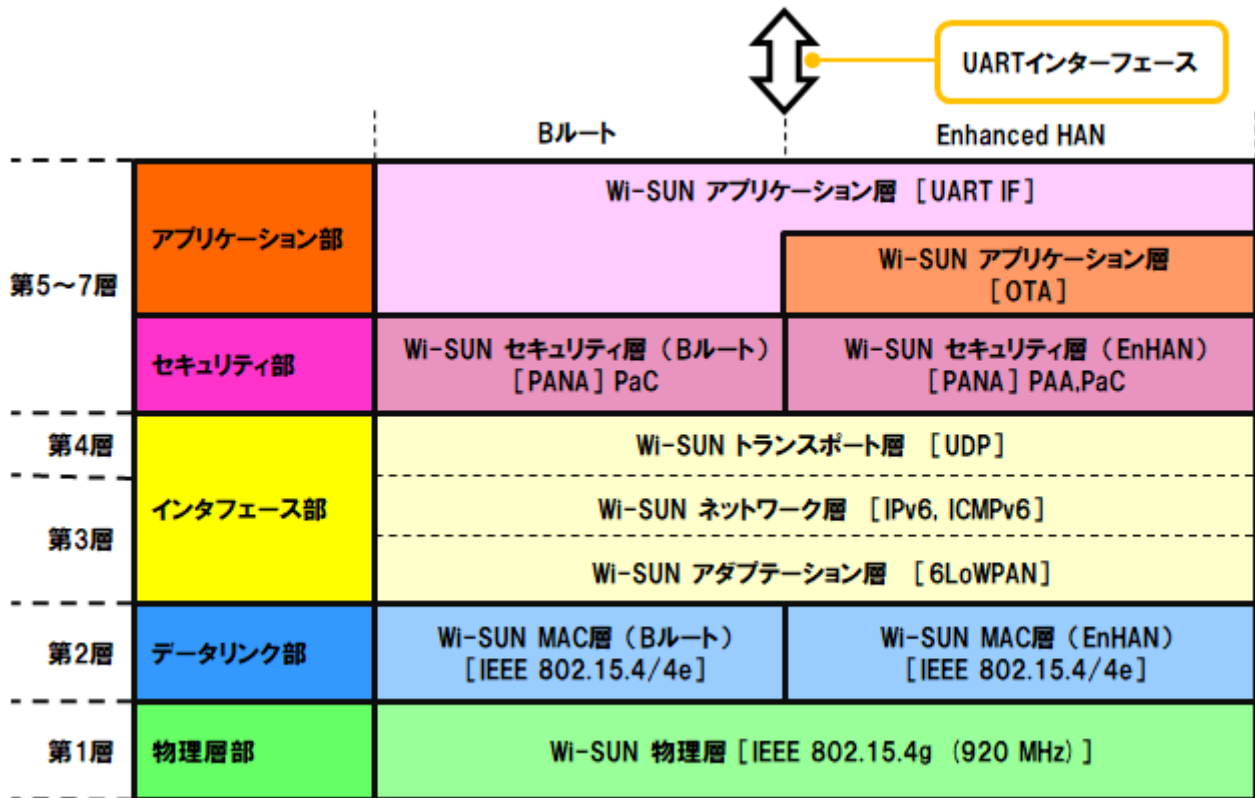 UARTインターフェース
Bルート
Enhanced HAN
第5～7層
アプリケーション部
Wi-SUN アプリケーション層 [UART IF]
Wi-SUN アプリケーション層
[OTA]
セキュリティ部
Wi-SUN セキュリティ層 (Bルート)
[PANA] PaC
Wi-SUN セキュリティ層 (EnHAN)
[PANA] PAA,PaC
第4層
インタフェース部
Wi-SUN トランスポート層 [UDP]
第3層
Wi-SUN ネットワーク層 [IPv6, ICMPv6]
Wi-SUN アダプテーション層 [6LoWPAN]
第2層
データリンク部
Wi-SUN MAC層 (Bルート)
[IEEE 802.15.4/4e]
Wi-SUN MAC層 (EnHAN)
[IEEE 802.15.4/4e]
第1層
物理層部
Wi-SUN 物理層 [IEEE 802.15.4g (920 MHz) ]